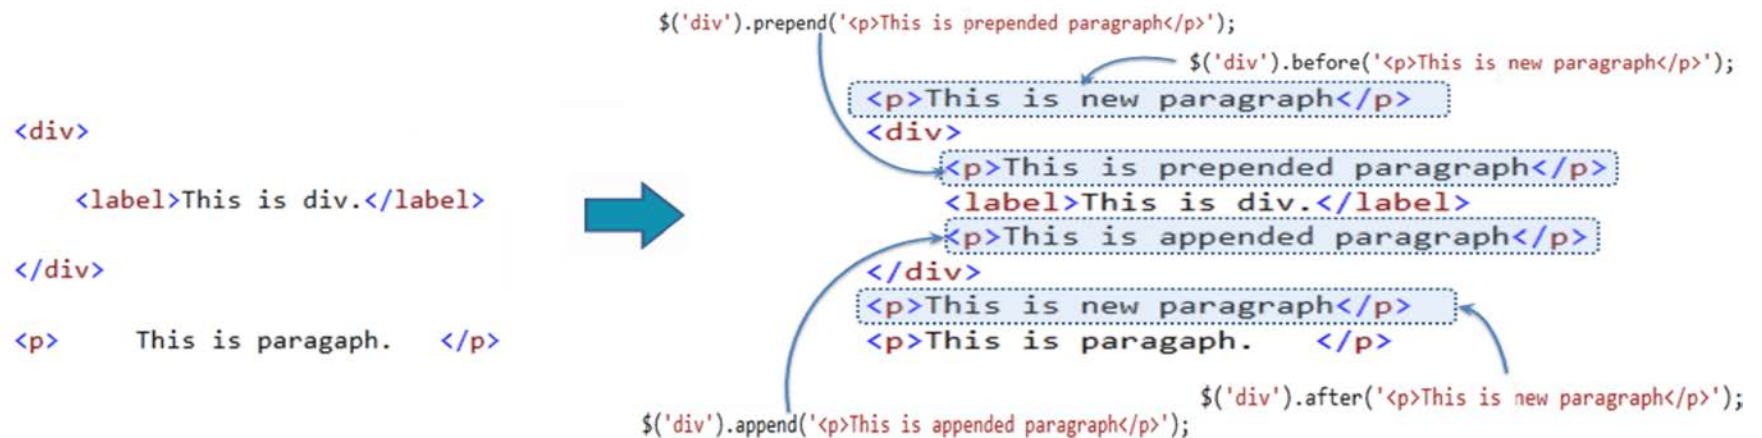 <div>
<label>This is div.</label>
</div>
<p> This is paragaph. </p>
$('div').prepend('<p>This is prepended paragraph</p>');
$('div').before('<p>This is new paragraph</p>');
<p>This is new paragraph</p>
<div>
<p>This is prepended paragraph</p>
<label>This is div.</label>
<p>This is appended paragraph</p>
</div>
<p>This is new paragraph</p>
<p>This is paragaph. </p>
$('div').after('<p>This is new paragraph</p>');
$('div').append('<p>This is appended paragraph</p>');